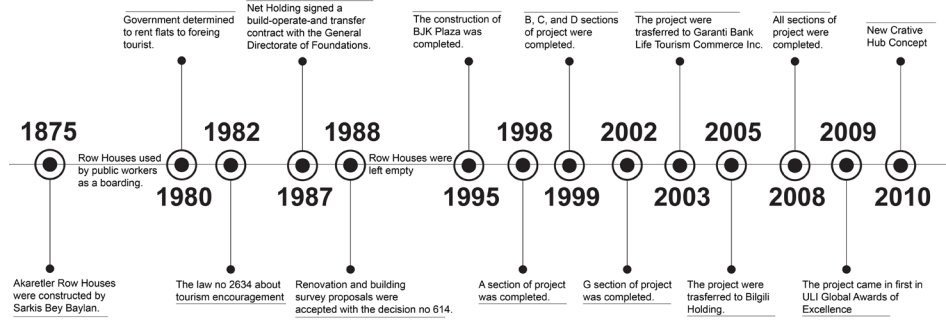 Government determined
to rent flats to foreing
tourist.
Net Holding signed a
build-operate-and transfer
contract with the General
Directorate of Foundations.
The construction of
BJK Plaza was
completed.
B, C, and D sections
of project were
completed.
The project were
trasferred to Garanti Bank
Life Tourism Commerce Inc.
All sections of
project were
completed.
New Crative
Hub Concept
1875
1982
1988
1998
2002
2005
2009
Row Houses used
by public workers
as a boarding.
Row Houses were
left empty
1980
1987
1995
1999
2003
2008
2010
Akaretler Row Houses
were constructed by
Sarkis Bey Baylan.
The law no 2634 about
tourism encouragement
Renovation and building
survey proposals were
accepted with the decision no 614.
A section of project
was completed.
G section of project
was completed.
The project were
trasferred to Bilgili
Holding.
The project came in first in
ULI Global Awards of
Excellence